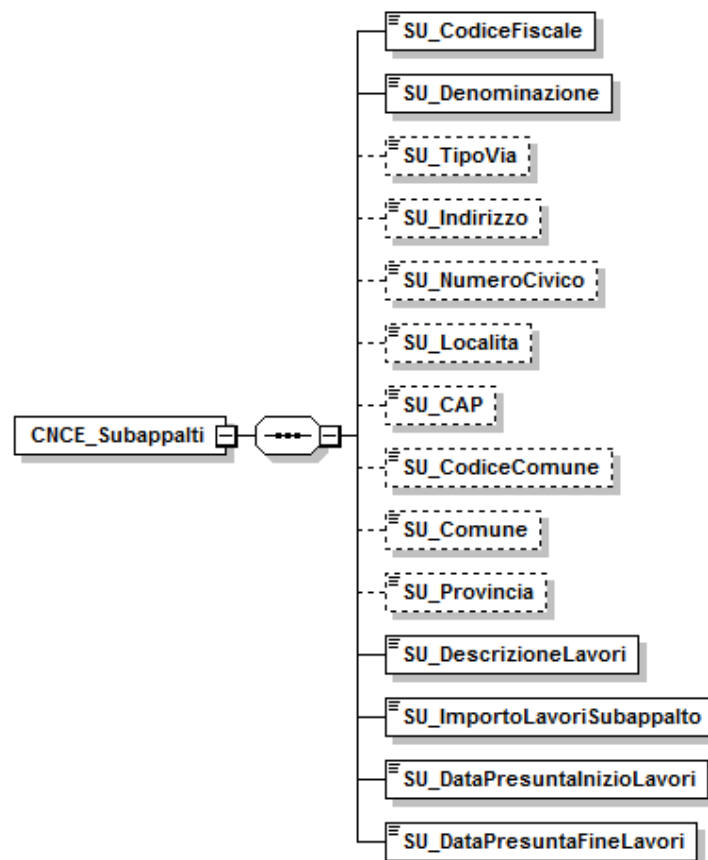 SU_CodiceFiscale
SU_Denominazione
SU_TipoVia
SU_Indirizzo
SU_NumeroCivico
SU_Localita
SU_CAP
CNCE_Subappalti
SU_CodiceComune
SU_Comune
SU_Provincia
SU_DescrizioneLavori
SU_ImportoLavoriSubappalto
SU_DataPresuntaInizioLavori
SU_DataPresuntaFineLavori